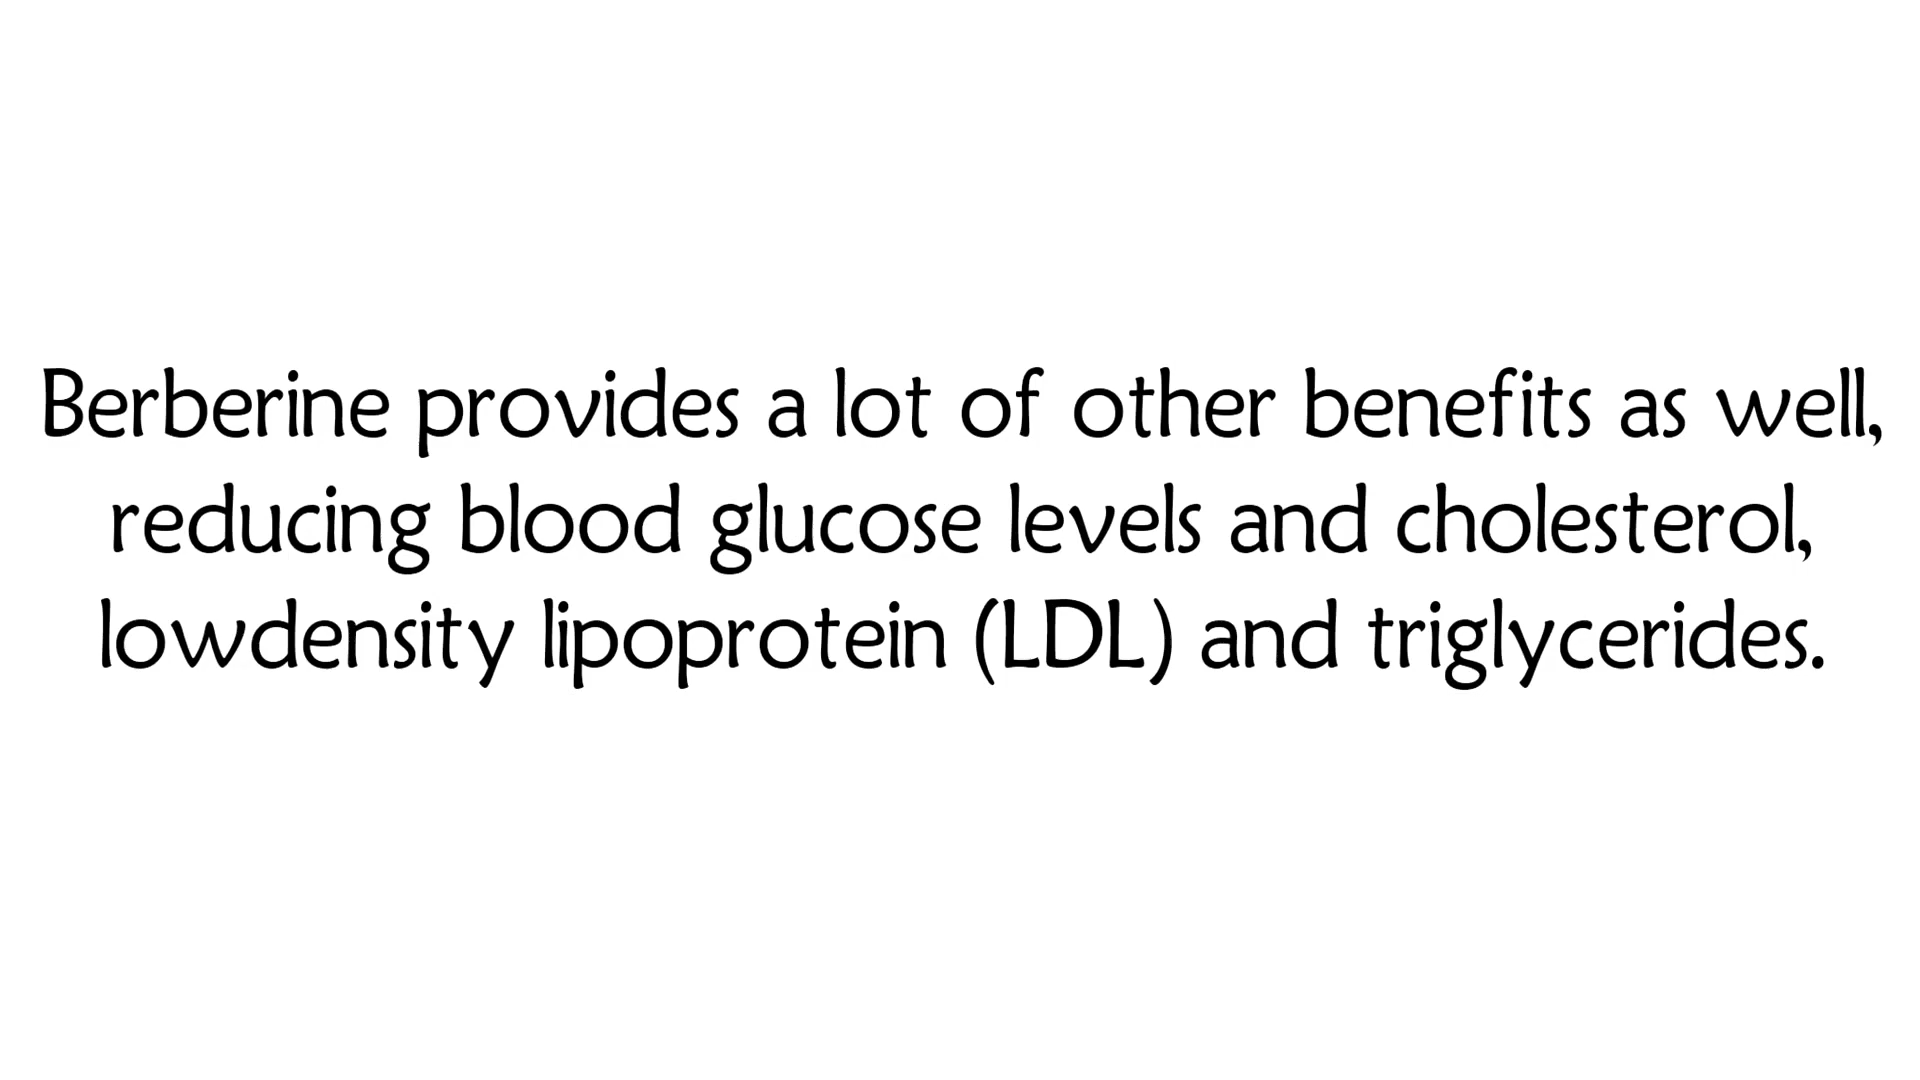 Berberine provides a lot of other benefits as well,
reducing blood glucose levels and cholesterol,
lowdensity lipoprotein (LDL) and triglycerides.